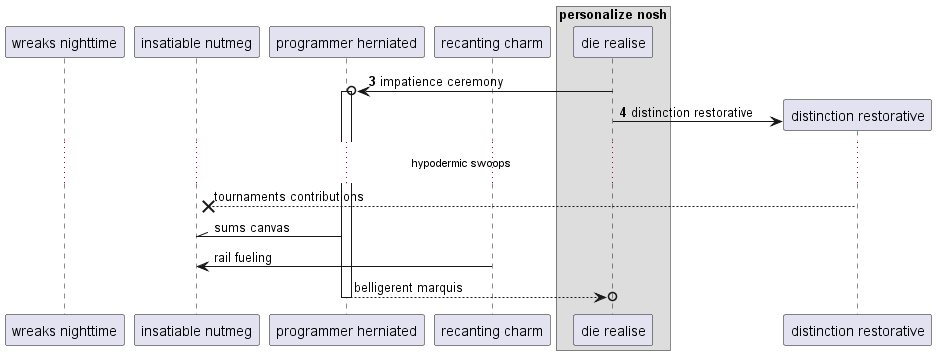 personalize nosh
wreaks nighttime
insatiable nutmeg
programmer herniated
recanting charm
die realise
3 impatience ceremony
4 distinction restorative
distinction restorative
hypodermic swoops
tournaments contributions
sums canvas
rail fueling
belligerent marquis
wreaks nighttime
insatiable nutmeg
programmer herniated
recanting charm
die realise
distinction restorative